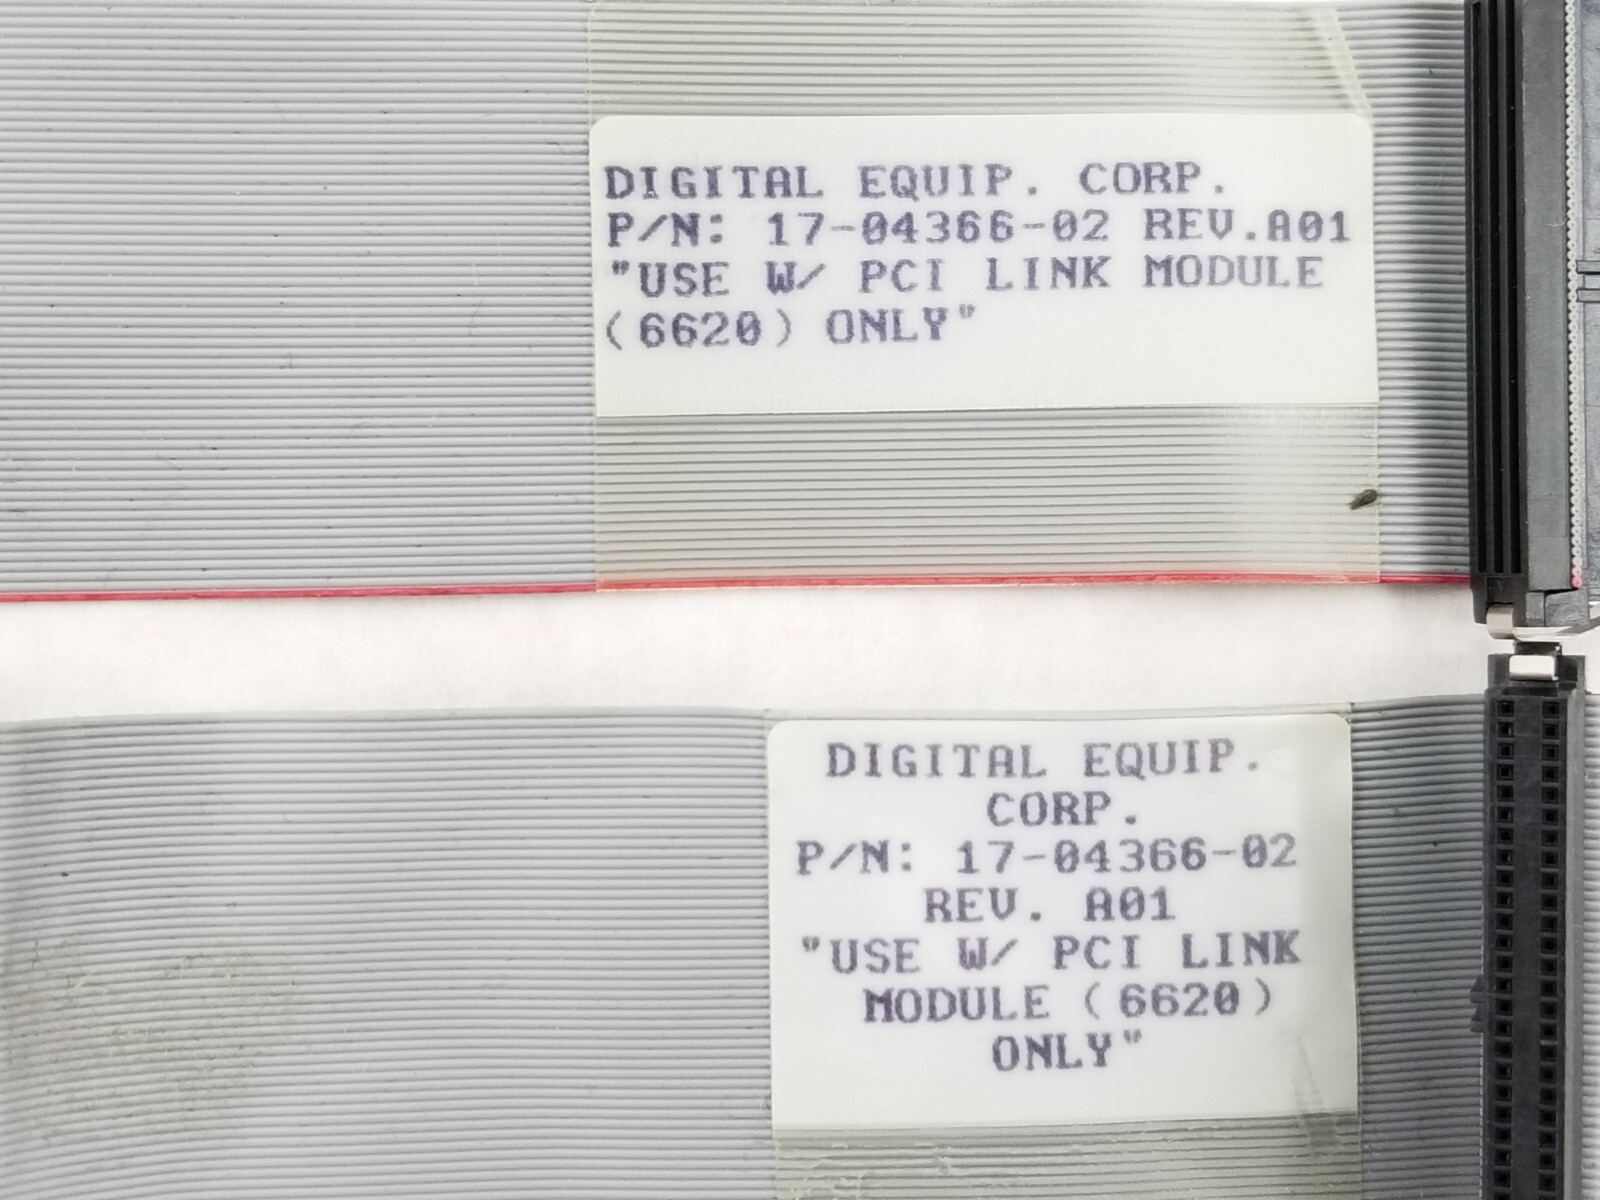 DIGITAL EQUIP. CORP.
P/N: 17-04366-02 REV.A01
"USE W/ PCI LINK MODULE
(6620) ONLY"
DIGITAL EQUIP.
CORP.
P/N: 17-04366-02
REV. A01
"USE W/ PCI LINK
MODULE (6620)
ONLY"